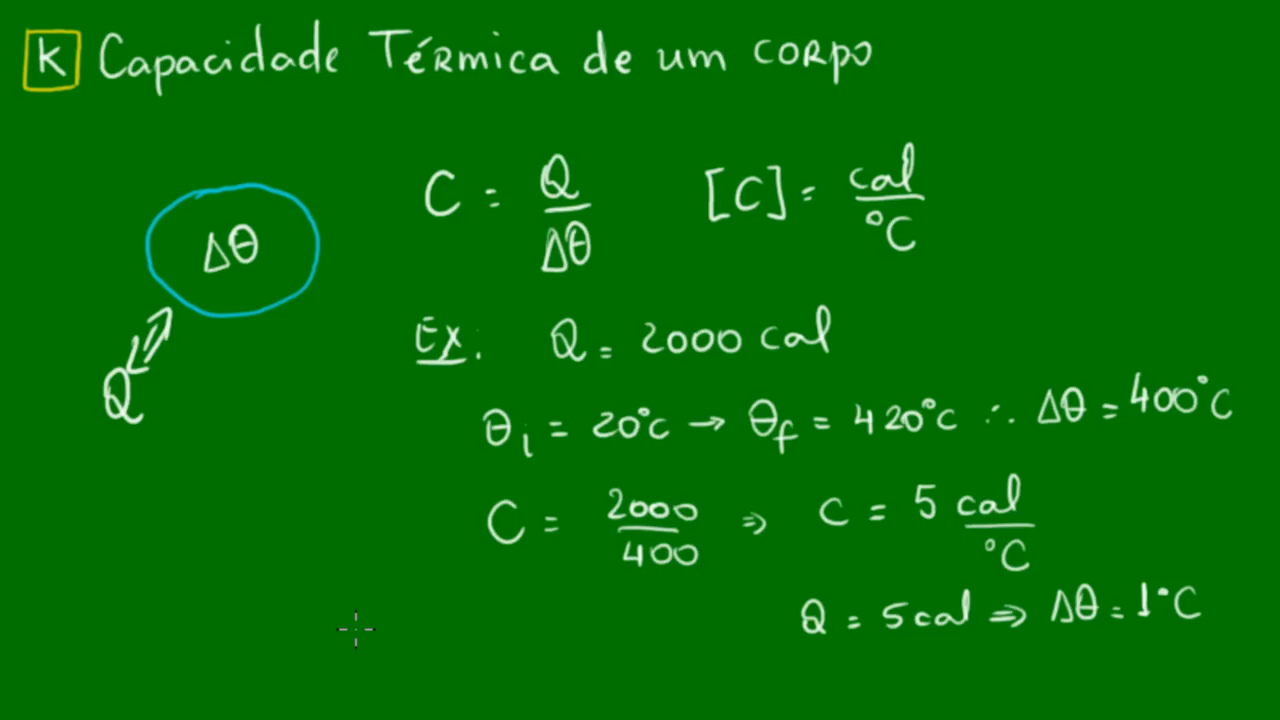 K Capacidade Térmica de um corpo
Δθ
Q
C = Q/Δθ [C] = cal/°C
Ex: Q = 2000 cal
θi = 20°C → θf = 420°C ∴ Δθ = 400°C
C = 2000/400 ⇒ C = 5 cal/°C
Q = 5 cal ⇒ Δθ = 1°C